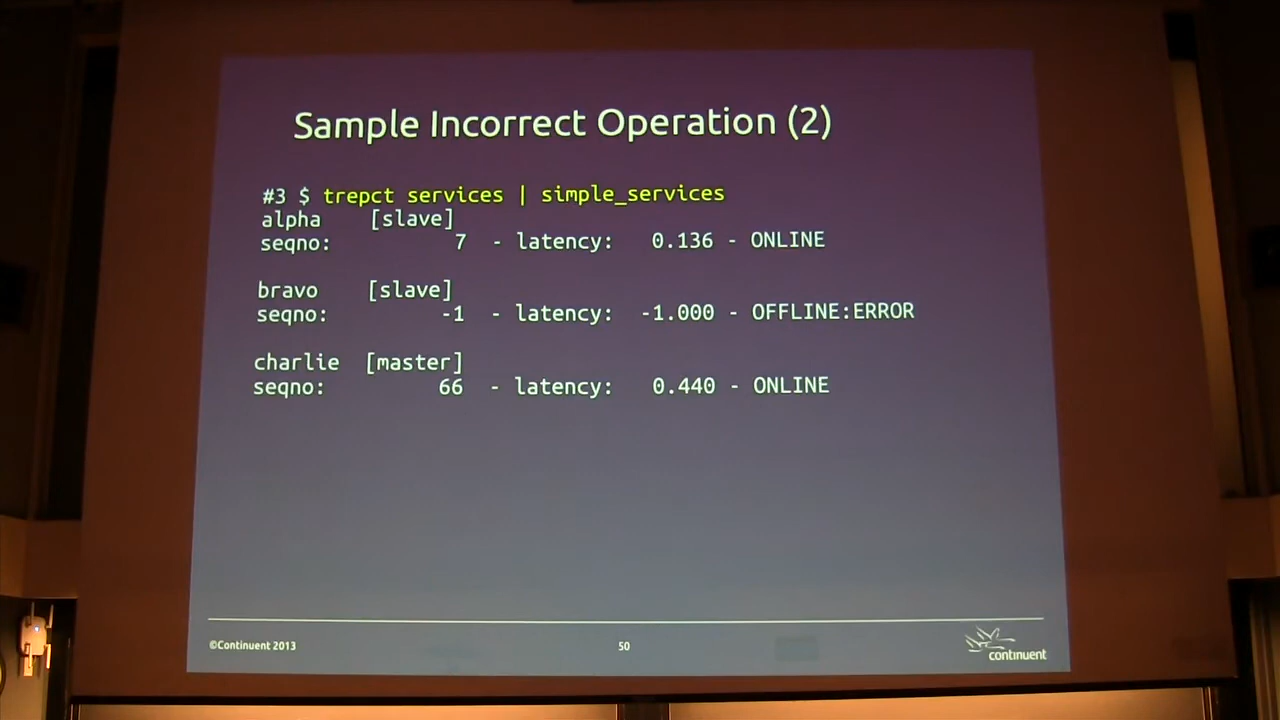 Sample Incorrect Operation (2)
#3 $ trepct services | simple_services
alpha [slave]
seqno: 7 - latency: 0.136 - ONLINE
bravo [slave]
seqno: -1 - latency: -1.000 - OFFLINE:ERROR
charlie [master]
seqno: 66 - latency: 0.440 - ONLINE
©Continuent 2013
50
continuent